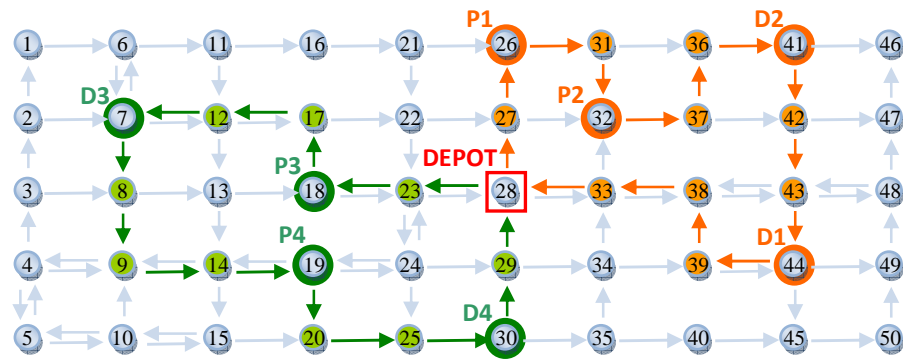 P1 D2
1 6 11 16 21 26 31 36 41 46
D3 P2
2 7 12 17 22 27 32 37 42 47
P3 DEPOT
3 8 13 18 23 28 33 38 43 48
P4 D1
4 9 14 19 24 29 34 39 44 49
D4
5 10 15 20 25 30 35 40 45 50